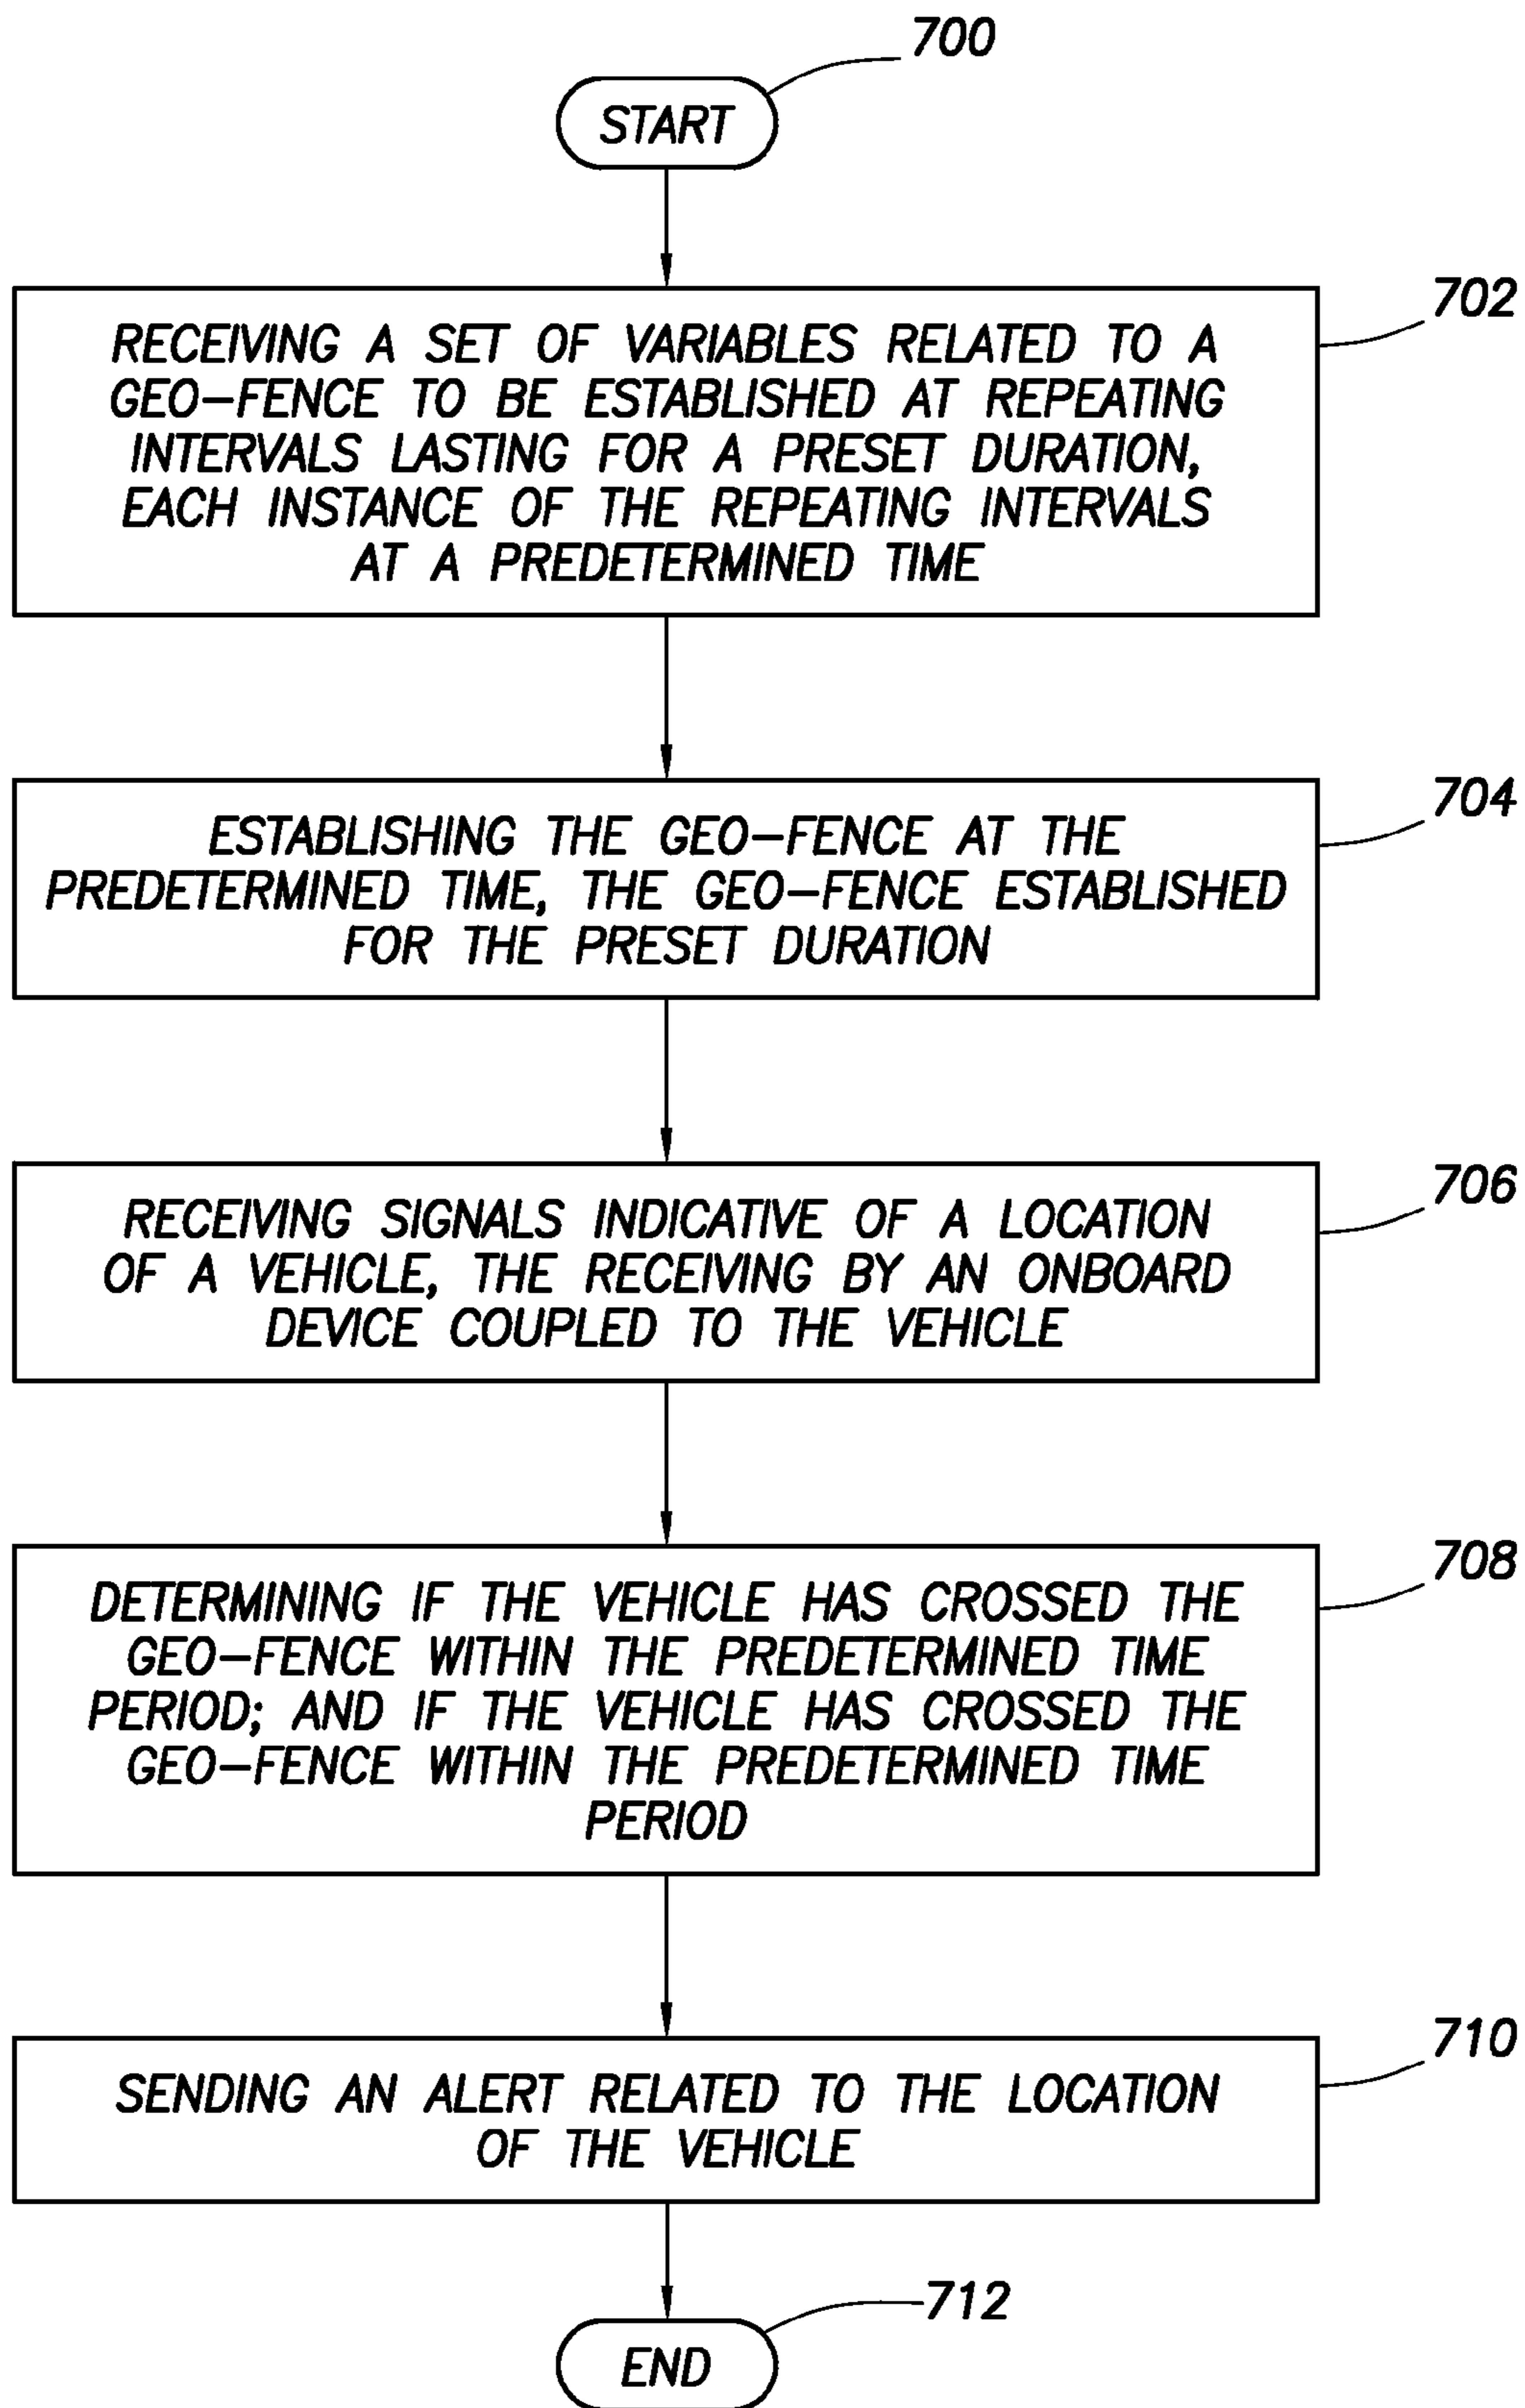 700
START
702
RECEIVING A SET OF VARIABLES RELATED TO A
GEO-FENCE TO BE ESTABLISHED AT REPEATING
INTERVALS LASTING FOR A PRESET DURATION,
EACH INSTANCE OF THE REPEATING INTERVALS
AT A PREDETERMINED TIME
704
ESTABLISHING THE GEO-FENCE AT THE
PREDETERMINED TIME, THE GEO-FENCE ESTABLISHED
FOR THE PRESET DURATION
706
RECEIVING SIGNALS INDICATIVE OF A LOCATION
OF A VEHICLE, THE RECEIVING BY AN ONBOARD
DEVICE COUPLED TO THE VEHICLE
708
DETERMINING IF THE VEHICLE HAS CROSSED THE
GEO-FENCE WITHIN THE PREDETERMINED TIME
PERIOD; AND IF THE VEHICLE HAS CROSSED THE
GEO-FENCE WITHIN THE PREDETERMINED TIME
PERIOD
710
SENDING AN ALERT RELATED TO THE LOCATION
OF THE VEHICLE
712
END